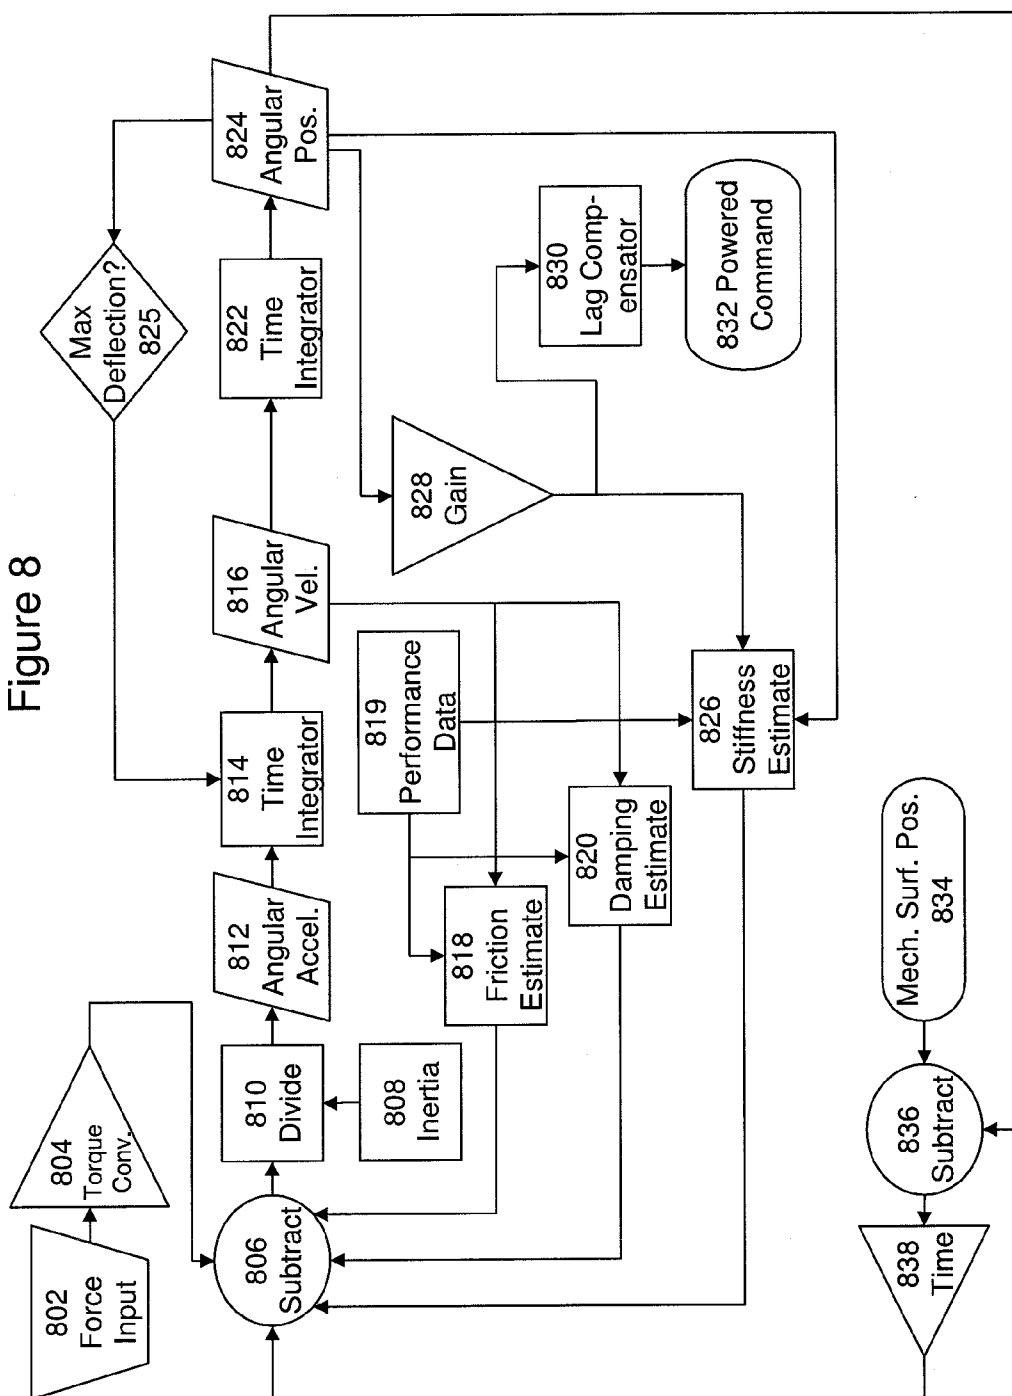 Figure 8
802
Force
Input
804
Torque
Conv.
806
Subtract
810
Divide
808
Inertia
812
Angular
Accel.
814
Time
Integrator
816
Angular
Vel.
822
Time
Integrator
824
Angular
Pos.
Max
Deflection?
825
818
Friction
Estimate
819
Performance
Data
820
Damping
Estimate
828
Gain
826
Stiffness
Estimate
830
Lag Comp-
ensator
832 Powered
Command
Mech. Surf. Pos.
834
836
Subtract
838
Time